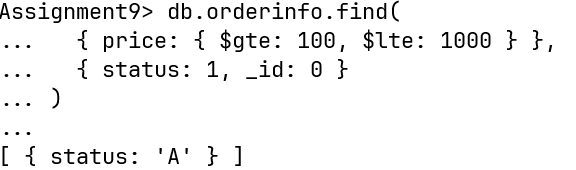 Assignment9> db.orderinfo.find(
...   { price: { $gte: 100, $lte: 1000 } },
...   { status: 1, _id: 0 }
... )
...
[ { status: 'A' } ]